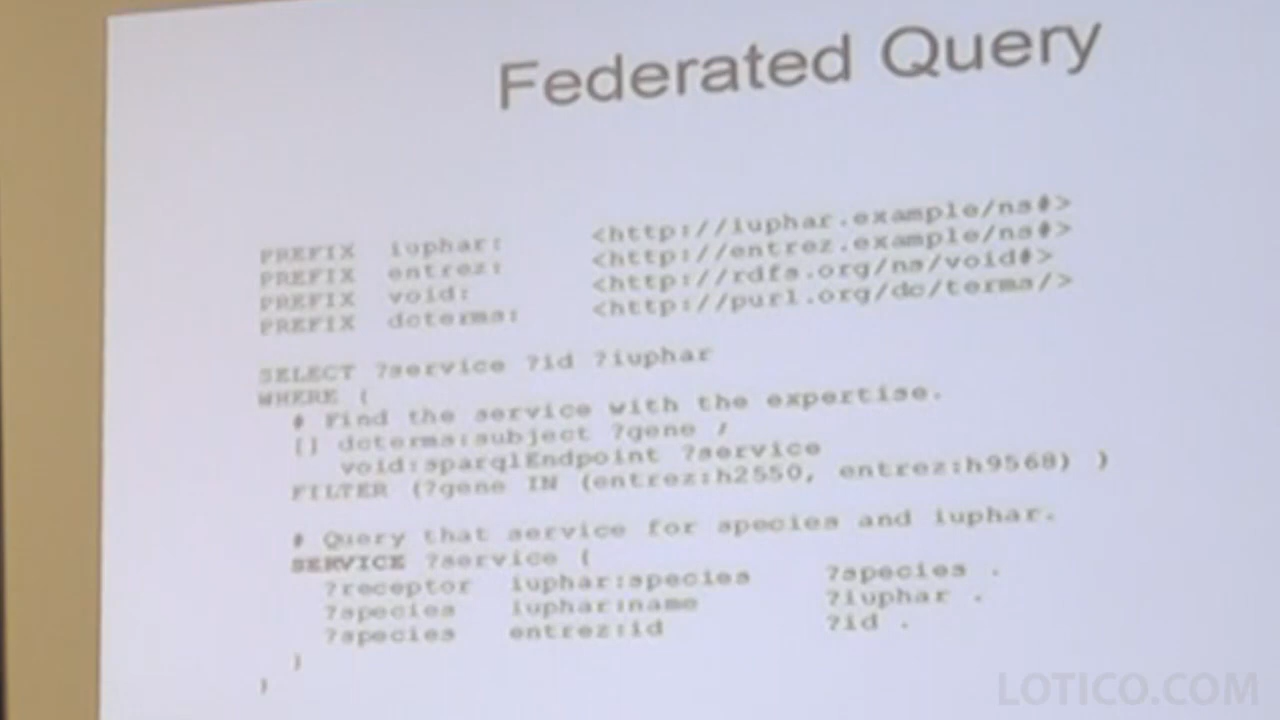 Federated Query
PREFIX iuphar: <http://iuphar.example/ns#>
PREFIX entrez: <http://entrez.example/ns#>
PREFIX void: <http://rdfs.org/ns/void#>
PREFIX dcterms: <http://purl.org/dc/terms/>
SELECT ?service ?id ?iuphar
WHERE {
# Find the service with the expertise.
[] dcterms:subject ?gene ;
void:sparqlEndpoint ?service
FILTER (?gene IN (entrez:h2550, entrez:h9568) )
# Query that service for species and iuphar.
SERVICE ?service {
?receptor iuphar:species ?species .
?species iuphar:name ?iuphar .
?species entrez:id ?id .
}
}
LOTICO.COM